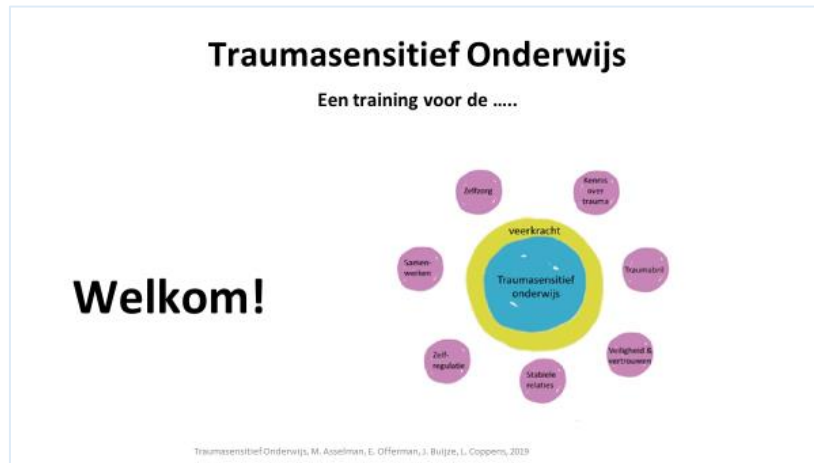 Traumasensitief Onderwijs
Een training voor de .....
Welkom!
Zelfzorg
Kennis
over
trauma
veerkracht
Samen-
werken
Traumasensitief
onderwijs
Traumabril
Zelf-
regulatie
Stabiele
relaties
Veiligheid &
vertrouwen
Traumasensitief Onderwijs, M. Asselman, E. Offerman, J. Buijze, L. Coppens, 2019